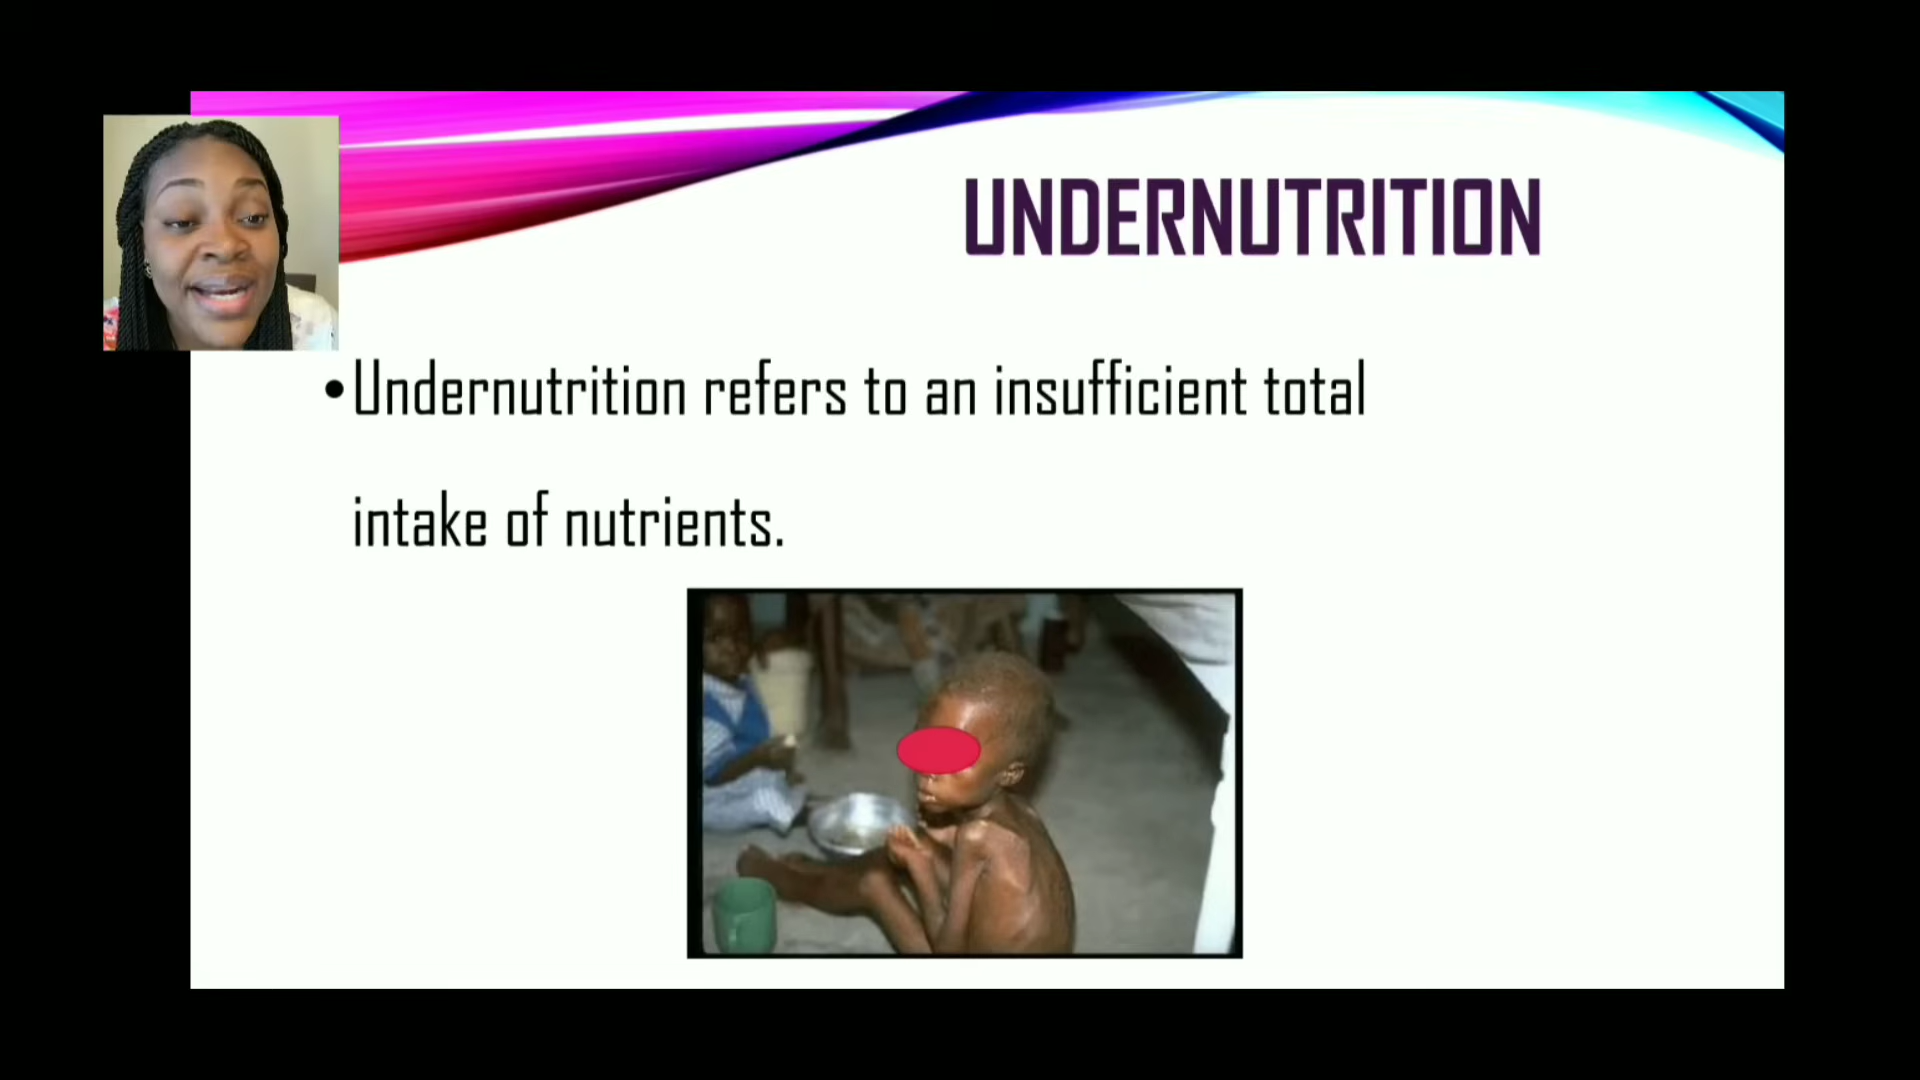 UNDERNUTRITION
•Undernutrition refers to an insufficient total
intake of nutrients.